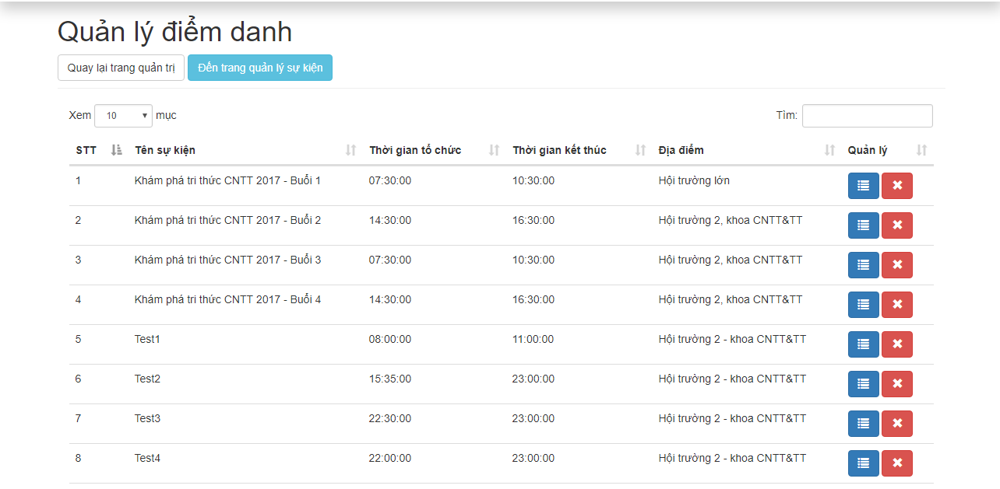 Quản lý điểm danh
Quay lại trang quản trị Đến trang quản lý sự kiện
Xem 10 mục Tìm:
STT Tên sự kiện Thời gian tổ chức Thời gian kết thúc Địa điểm Quản lý
1 Khám phá tri thức CNTT 2017 - Buổi 1 07:30:00 10:30:00 Hội trường lớn
2 Khám phá tri thức CNTT 2017 - Buổi 2 14:30:00 16:30:00 Hội trường 2, khoa CNTT&TT
3 Khám phá tri thức CNTT 2017 - Buổi 3 07:30:00 10:30:00 Hội trường 2, khoa CNTT&TT
4 Khám phá tri thức CNTT 2017 - Buổi 4 14:30:00 16:30:00 Hội trường 2, khoa CNTT&TT
5 Test1 08:00:00 11:00:00 Hội trường 2 - khoa CNTT&TT
6 Test2 15:35:00 23:00:00 Hội trường 2 - khoa CNTT&TT
7 Test3 22:30:00 23:00:00 Hội trường 2 - khoa CNTT&TT
8 Test4 22:00:00 23:00:00 Hội trường 2 - khoa CNTT&TT